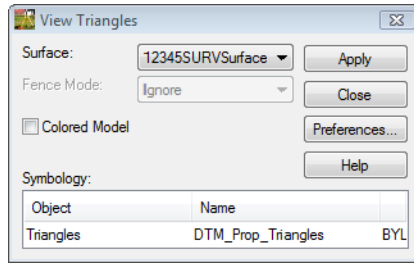 View Triangles
Surface: 12345SURVSurface Apply
Fence Mode: Ignore Close
Colored Model Preferences...
Help
Symbology:
Object Name
Triangles DTM_Prop_Triangles BYL